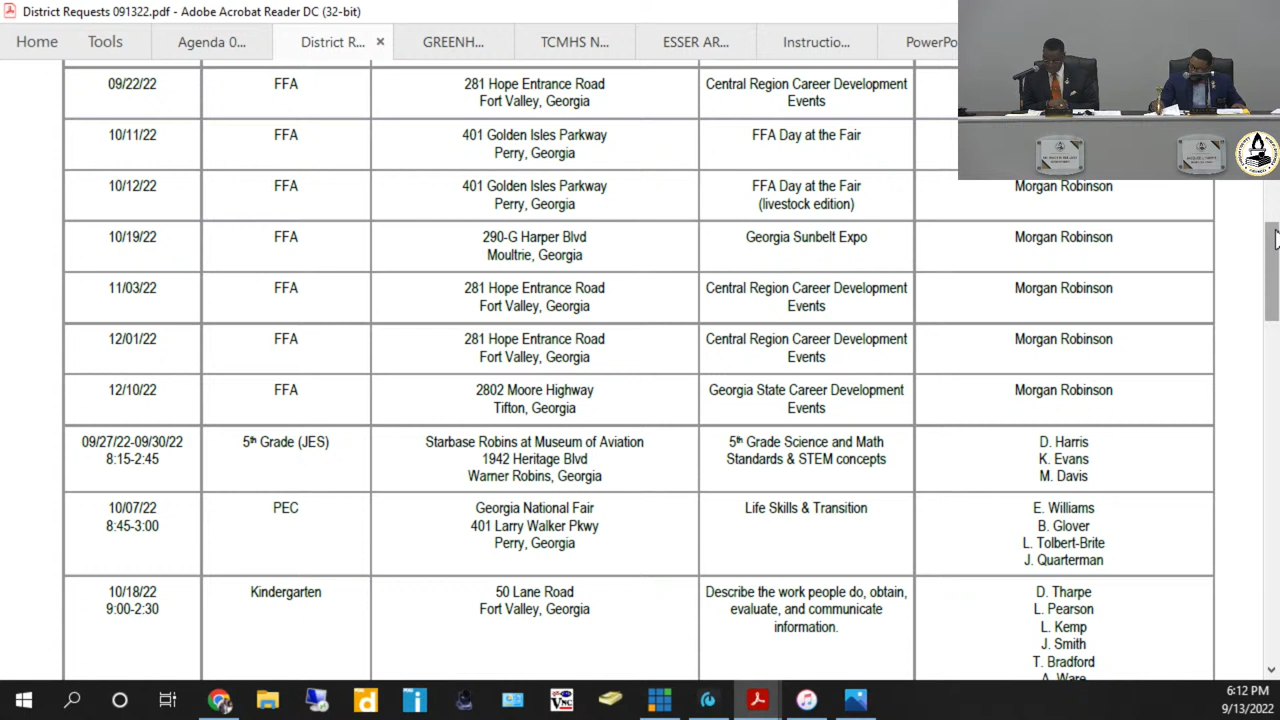 District Requests 091322.pdf - Adobe Acrobat Reader DC (32-bit)
Home Tools Agenda 0... District R... × GREENH... TCMHS N... ESSER AR... Instructio... PowerPo
09/22/22 FFA 281 Hope Entrance Road Central Region Career Development
Fort Valley, Georgia Events
10/11/22 FFA 401 Golden Isles Parkway FFA Day at the Fair
Perry, Georgia
10/12/22 FFA 401 Golden Isles Parkway FFA Day at the Fair Morgan Robinson
Perry, Georgia (livestock edition)
10/19/22 FFA 290-G Harper Blvd Georgia Sunbelt Expo Morgan Robinson
Moultrie, Georgia
11/03/22 FFA 281 Hope Entrance Road Central Region Career Development Morgan Robinson
Fort Valley, Georgia Events
12/01/22 FFA 281 Hope Entrance Road Central Region Career Development Morgan Robinson
Fort Valley, Georgia Events
12/10/22 FFA 2802 Moore Highway Georgia State Career Development Morgan Robinson
Tifton, Georgia Events
09/27/22-09/30/22 5th Grade (JES) Starbase Robins at Museum of Aviation 5th Grade Science and Math D. Harris
8:15-2:45 1942 Heritage Blvd Standards & STEM concepts K. Evans
Warner Robins, Georgia M. Davis
10/07/22 PEC Georgia National Fair Life Skills & Transition E. Williams
8:45-3:00 401 Larry Walker Pkwy B. Glover
Perry, Georgia L. Tolbert-Brite
J. Quarterman
10/18/22 Kindergarten 50 Lane Road Describe the work people do, obtain, D. Tharpe
9:00-2:30 Fort Valley, Georgia evaluate, and communicate L. Pearson
information. L. Kemp
J. Smith
T. Bradford
A. Ware
6:12 PM
9/13/2022